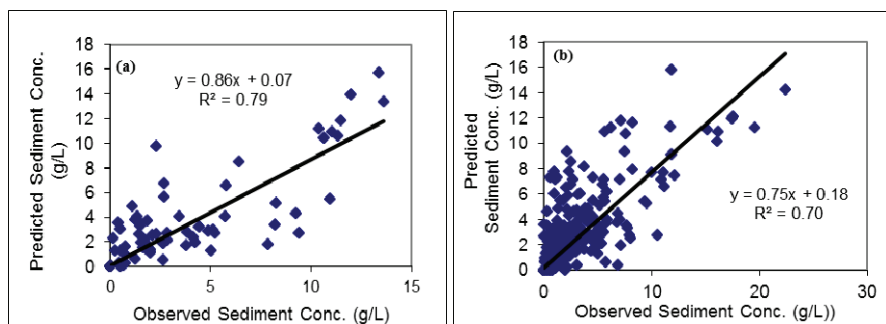 (a)
y = 0.86x + 0.07
R² = 0.79
Predicted Sediment Conc.
(g/L)
18
16
14
12
10
8
6
4
2
0
0
5
10
15
Observed Sediment Conc. (g/L)
(b)
y = 0.75x + 0.18
R² = 0.70
Predicted
Sediment Conc. (g/L)
18
16
14
12
10
8
6
4
2
0
0
10
20
30
Observed Sediment Conc. (g/L))